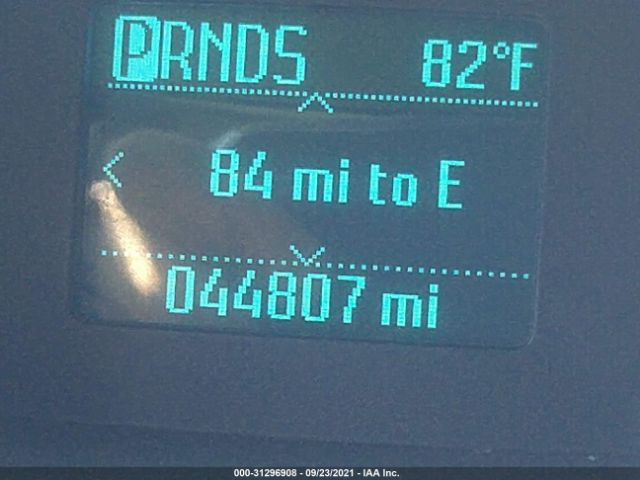 PRNDS 82°F
84 mi to E
044807 mi
000-31296908 - 09/23/2021 - IAA Inc.